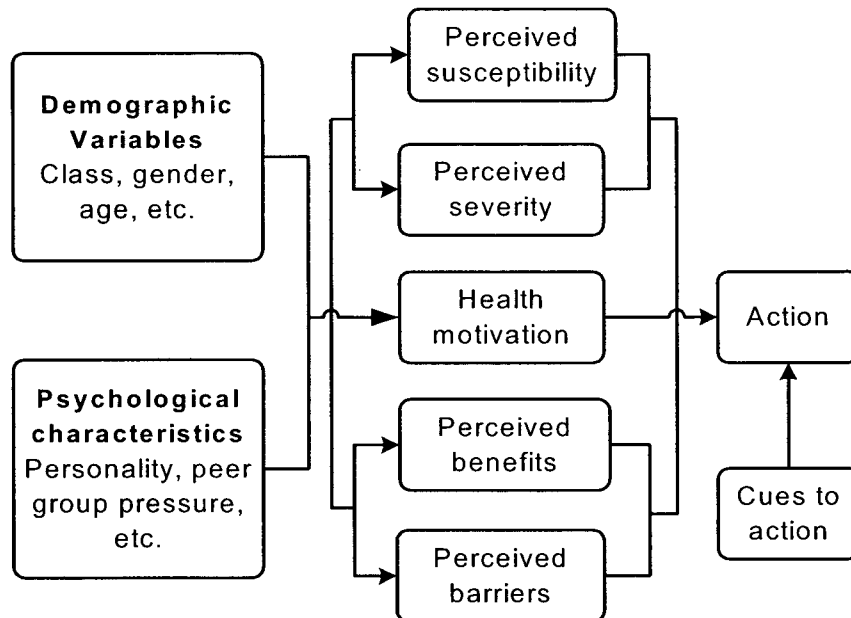 Demographic
Variables
Class, gender,
age, etc.
Psychological
characteristics
Personality, peer
group pressure,
etc.
Perceived
susceptibility
Perceived
severity
Health
motivation
Perceived
benefits
Perceived
barriers
Action
Cues to
action